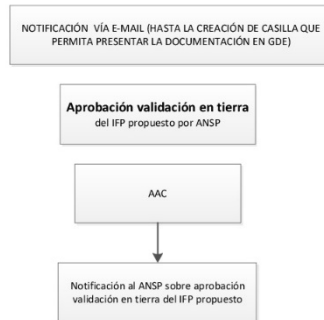 NOTIFICACIÓN VÍA E-MAIL (HASTA LA CREACIÓN DE CASILLA QUE
PERMITA PRESENTAR LA DOCUMENTACIÓN EN GDE)
Aprobación validación en tierra
del IFP propuesto por ANSP
AAC
Notificación al ANSP sobre aprobación
validación en tierra del IFP propuesto